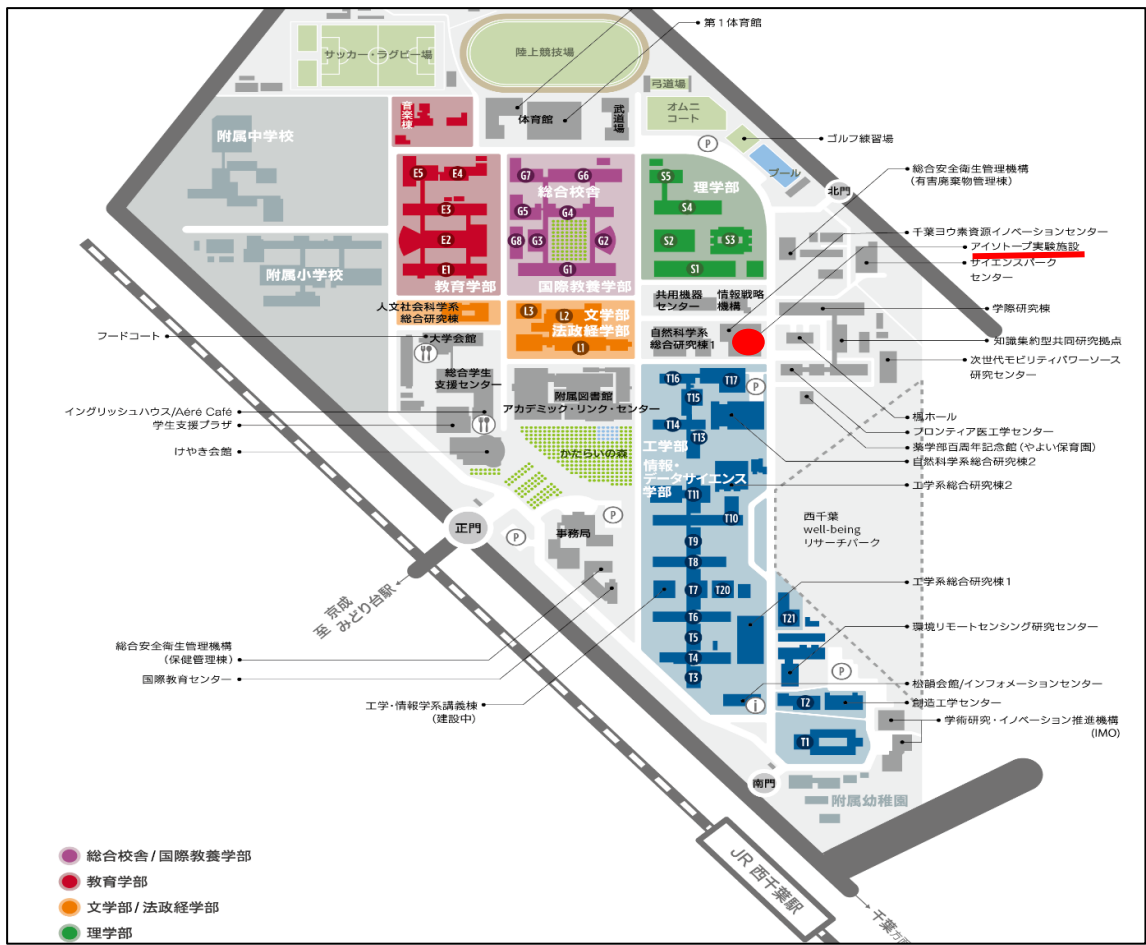 第1体育館
サッカー・ラグビー場
陸上競技場
弓道場
オムニ
コート
音楽棟
体育館
武道場
P
ゴルフ練習場
プール
北門
附属中学校
総合安全衛生管理機構
(有害廃棄物管理棟)
E5
E4
E3
E2
E1
教育学部
G7
G6
総合校舎
G5
G4
G8
G3
G2
G1
国際教養学部
S5
理学部
S4
S2
S3
S1
千葉ヨウ素資源イノベーションセンター
アイソトープ実験施設
サイエンスパーク
センター
附属小学校
共用機器
センター
情報戦略
機構
学際研究棟
人文社会科学系
総合研究棟
L3
L2
文学部
法政経学部
L1
自然科学系
総合研究棟1
知識集約型共同研究拠点
次世代モビリティパワーソース
研究センター
フードコート
大学会館
総合学生
支援センター
附属図書館
アカデミック・リンク・センター
T16
T17
P
T15
T14
T13
工学部
情報・
データサイエンス
学部
楓ホール
フロンティア医工学センター
薬学部百周年記念館(やよい保育園)
自然科学系総合研究棟2
工学系総合研究棟2
イングリッシュハウス/Aéré Café
学生支援プラザ
けやき会館
かたらいの森
T11
T10
T9
T8
T7
T20
T6
T5
T4
T3
西千葉
well-being
リサーチパーク
正門
P
P
事務局
至 京成
みどり台駅
工学系総合研究棟1
T21
環境リモートセンシング研究センター
P
総合安全衛生管理機構
(保健管理棟)
国際教育センター
工学・情報学系講義棟
(建設中)
松韻会館/インフォメーションセンター
i
T2
創造工学センター
学術研究・イノベーション推進機構
(IMO)
T1
南門
附属幼稚園
JR 西千葉駅
千葉方面
総合校舎/国際教養学部
教育学部
文学部/法政経学部
理学部